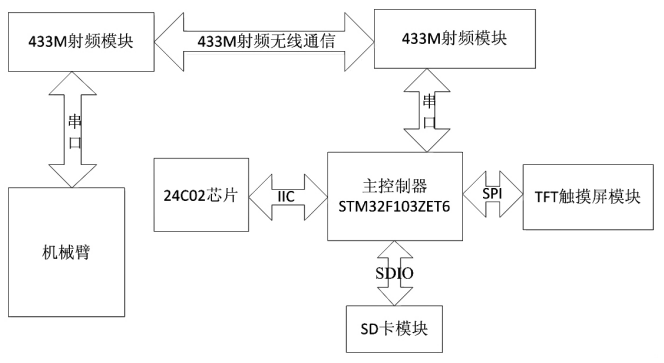 433M射频模块
433M射频无线通信
433M射频模块
串口
串口
24C02芯片
IIC
主控制器
STM32F103ZET6
SPI
TFT触摸屏模块
机械臂
SDIO
SD卡模块